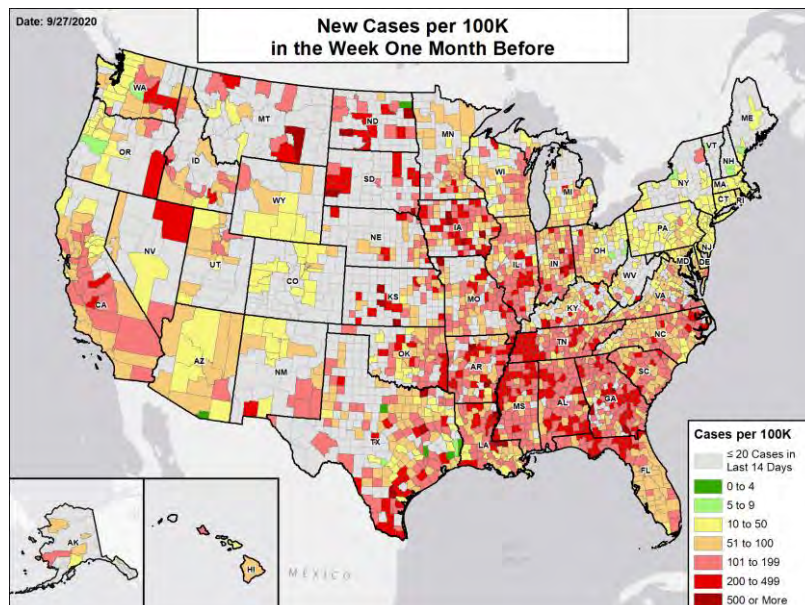 Date: 9/27/2020
New Cases per 100K
in the Week One Month Before
WA
MT
ND
MN
ME
VT
NH
OR
ID
SD
WI
MI
NY
MA
CT
RI
WY
IA
PA
NJ
NE
OH
MD
DE
NV
UT
IL
IN
WV
CO
VA
CA
KS
MO
KY
NC
TN
AZ
NM
OK
AR
SC
MS
AL
GA
TX
LA
FL
AK
HI
MÉXICO
Cases per 100K
≤ 20 Cases in
Last 14 Days
0 to 4
5 to 9
10 to 50
51 to 100
101 to 199
200 to 499
500 or More